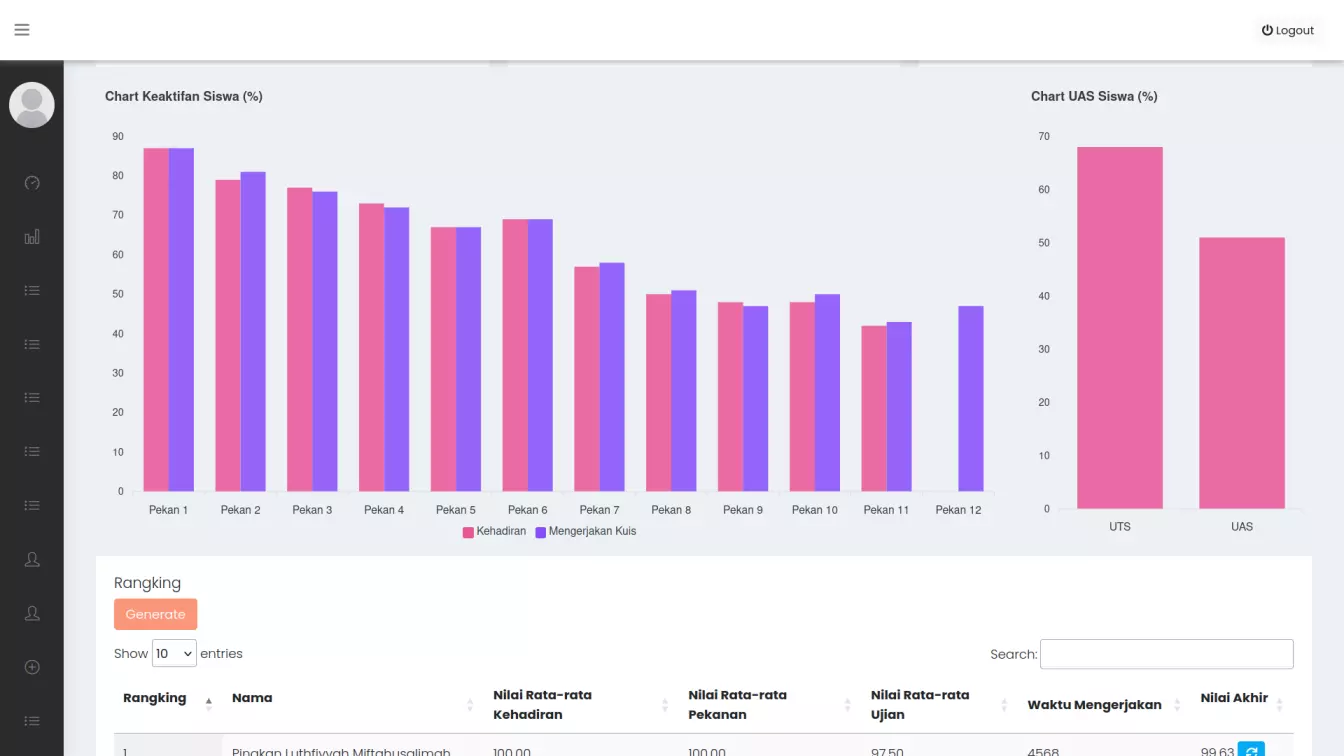 Logout
Chart Keaktifan Siswa (%)
90
80
70
60
50
40
30
20
10
0
Pekan 1 Pekan 2 Pekan 3 Pekan 4 Pekan 5 Pekan 6 Pekan 7 Pekan 8 Pekan 9 Pekan 10 Pekan 11 Pekan 12
Kehadiran Mengerjakan Kuis
Chart UAS Siswa (%)
70
60
50
40
30
20
10
0
UTS UAS
Rangking
Generate
Show 10 entries
Search:
Rangking Nama Nilai Rata-rata Kehadiran Nilai Rata-rata Pekanan Nilai Rata-rata Ujian Waktu Mengerjakan Nilai Akhir
1 Pinakan Luthfiyyah Miftahusalimah 100.00 100.00 97.50 4568 99.63